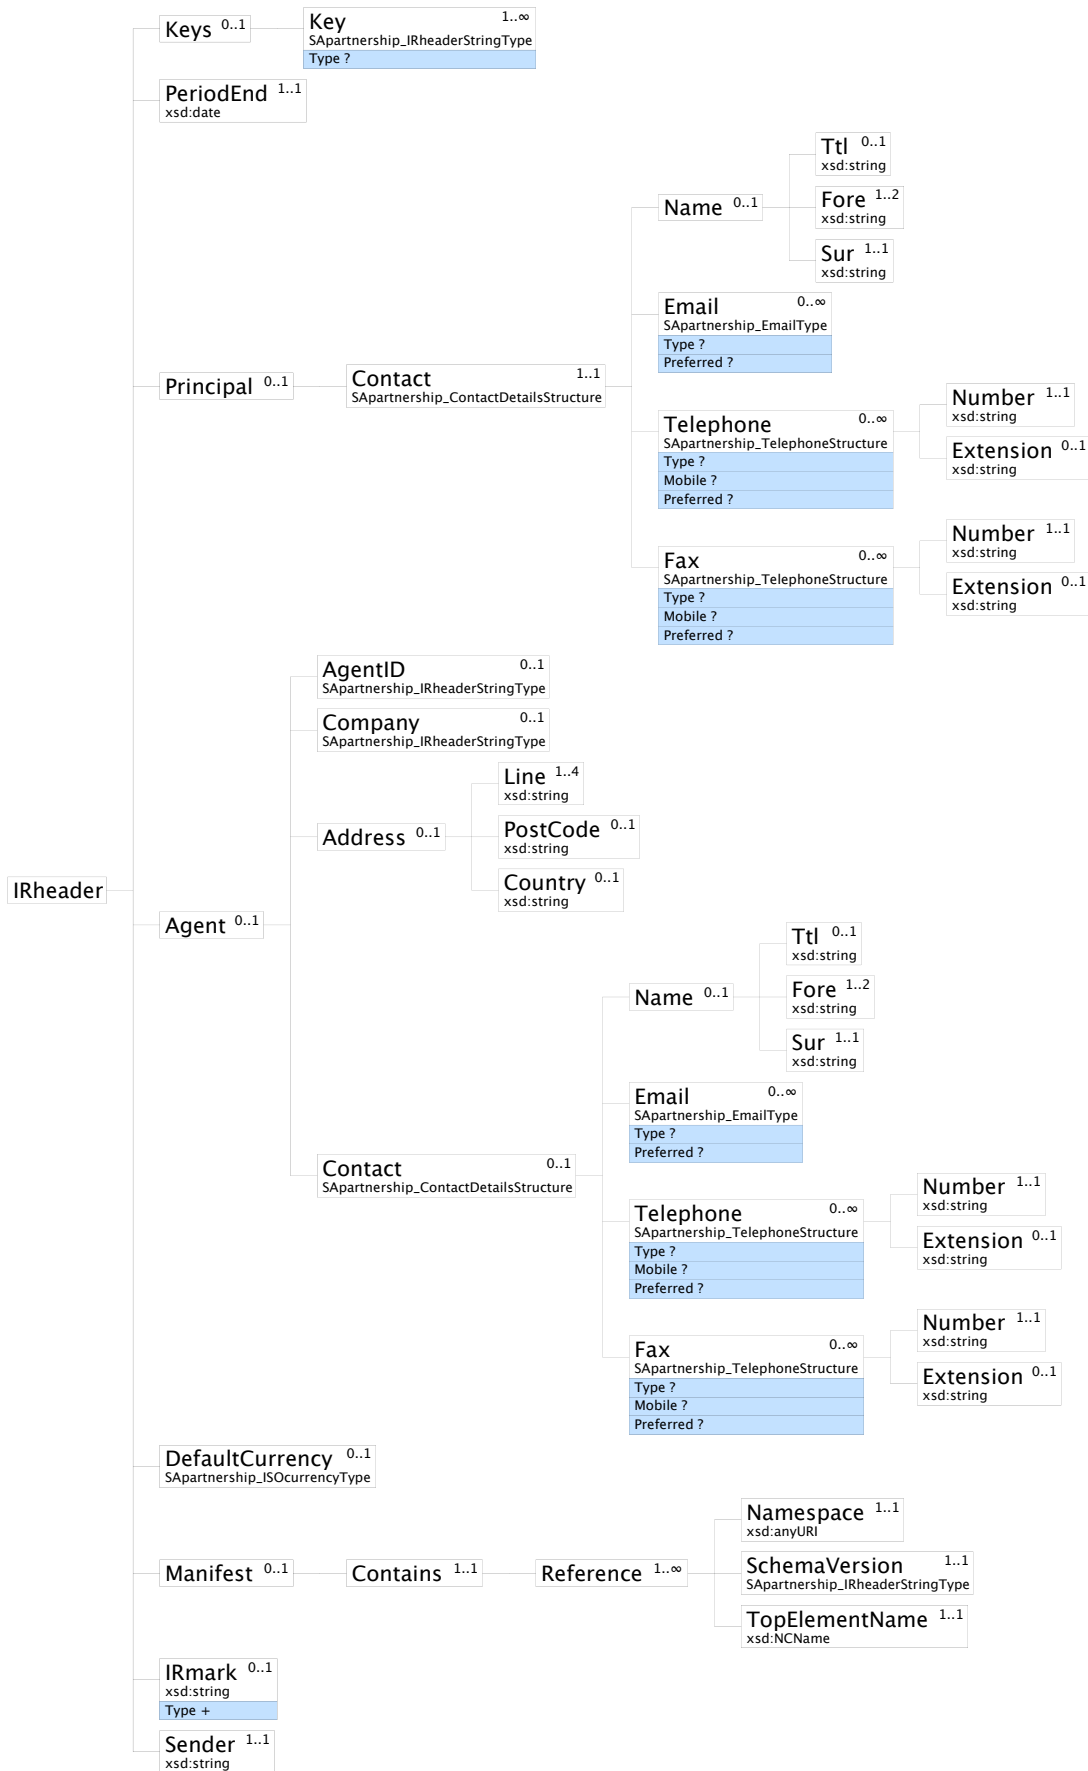 Keys 0..1
Key 1..∞
SApartnership_IRheaderStringType
Type ?
PeriodEnd 1..1
xsd:date
Ttl 0..1
xsd:string
Name 0..1
Fore 1..2
xsd:string
Sur 1..1
xsd:string
Email 0..∞
SApartnership_EmailType
Type ?
Preferred ?
Principal 0..1
Contact 1..1
SApartnership_ContactDetailsStructure
Telephone 0..∞
SApartnership_TelephoneStructure
Type ?
Mobile ?
Preferred ?
Number 1..1
xsd:string
Extension 0..1
xsd:string
Fax 0..∞
SApartnership_TelephoneStructure
Type ?
Mobile ?
Preferred ?
Number 1..1
xsd:string
Extension 0..1
xsd:string
AgentID 0..1
SApartnership_IRheaderStringType
Company 0..1
SApartnership_IRheaderStringType
Address 0..1
Line 1..4
xsd:string
PostCode 0..1
xsd:string
Country 0..1
xsd:string
IRheader
Agent 0..1
Ttl 0..1
xsd:string
Name 0..1
Fore 1..2
xsd:string
Sur 1..1
xsd:string
Email 0..∞
SApartnership_EmailType
Type ?
Preferred ?
Contact 0..1
SApartnership_ContactDetailsStructure
Telephone 0..∞
SApartnership_TelephoneStructure
Type ?
Mobile ?
Preferred ?
Number 1..1
xsd:string
Extension 0..1
xsd:string
Fax 0..∞
SApartnership_TelephoneStructure
Type ?
Mobile ?
Preferred ?
Number 1..1
xsd:string
Extension 0..1
xsd:string
DefaultCurrency 0..1
SApartnership_ISOcurrencyType
Manifest 0..1
Contains 1..1
Reference 1..∞
Namespace 1..1
xsd:anyURI
SchemaVersion 1..1
SApartnership_IRheaderStringType
TopElementName 1..1
xsd:NCName
IRmark 0..1
xsd:string
Type +
Sender 1..1
xsd:string